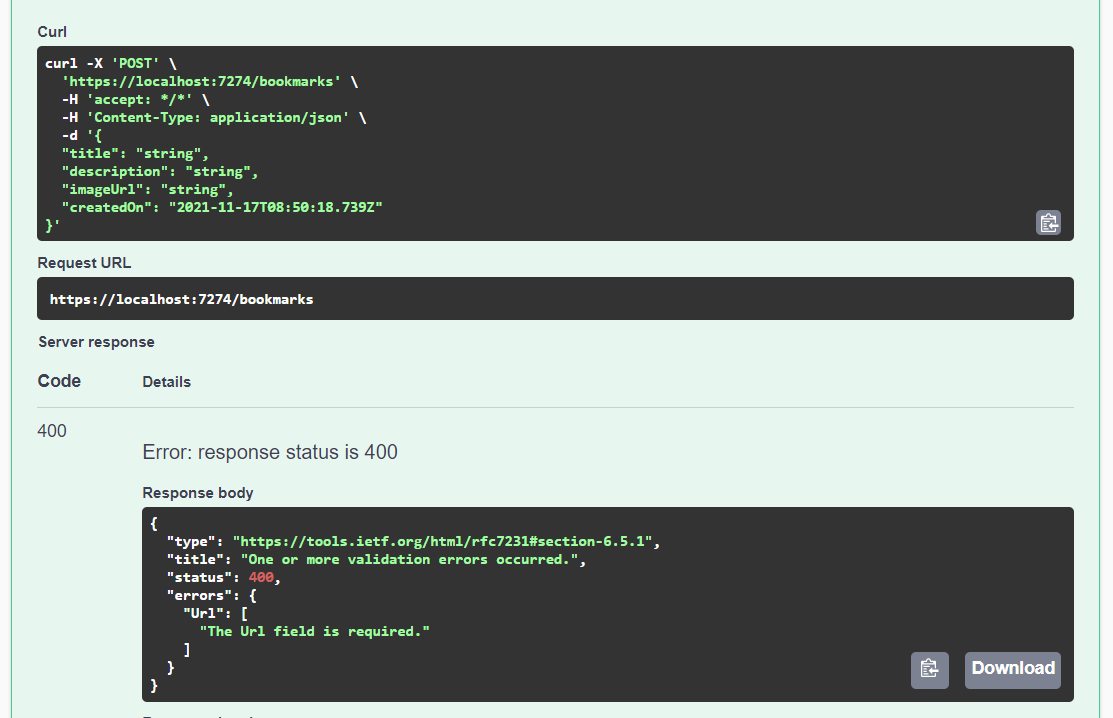 Curl
curl -X 'POST' \
'https://localhost:7274/bookmarks' \
-H 'accept: */*' \
-H 'Content-Type: application/json' \
-d '{
"title": "string",
"description": "string",
"imageUrl": "string",
"createdOn": "2021-11-17T08:50:18.739Z"
}'
Request URL
https://localhost:7274/bookmarks
Server response
Code Details
400
Error: response status is 400
Response body
{
"type": "https://tools.ietf.org/html/rfc7231#section-6.5.1",
"title": "One or more validation errors occurred.",
"status": 400,
"errors": {
"Url": [
"The Url field is required."
]
}
}
Download